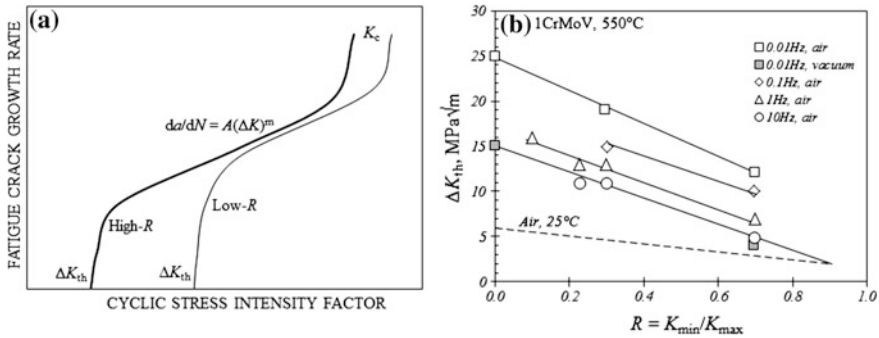 (a)
FATIGUE CRACK GROWTH RATE
K_c
da/dN = A(ΔK)^m
High-R
Low-R
ΔK_th
ΔK_th
CYCLIC STRESS INTENSITY FACTOR
(b)
1CrMoV, 550°C
0.01Hz, air
0.01Hz, vacuum
0.1Hz, air
1Hz, air
10Hz, air
ΔK_th, MPa√m
30
25
20
15
10
5
0
Air, 25°C
0.0
0.2
0.4
0.6
0.8
1.0
R = K_min/K_max